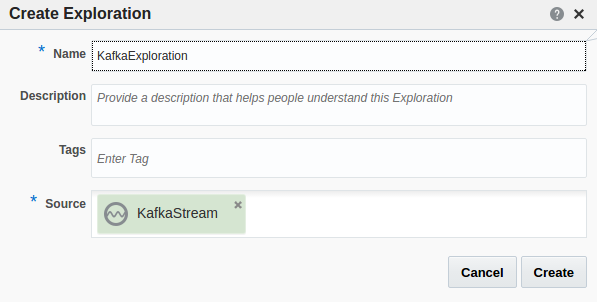 Create Exploration
* Name KafkaExploration
Description Provide a description that helps people understand this Exploration
Tags Enter Tag
* Source KafkaStream
Cancel Create